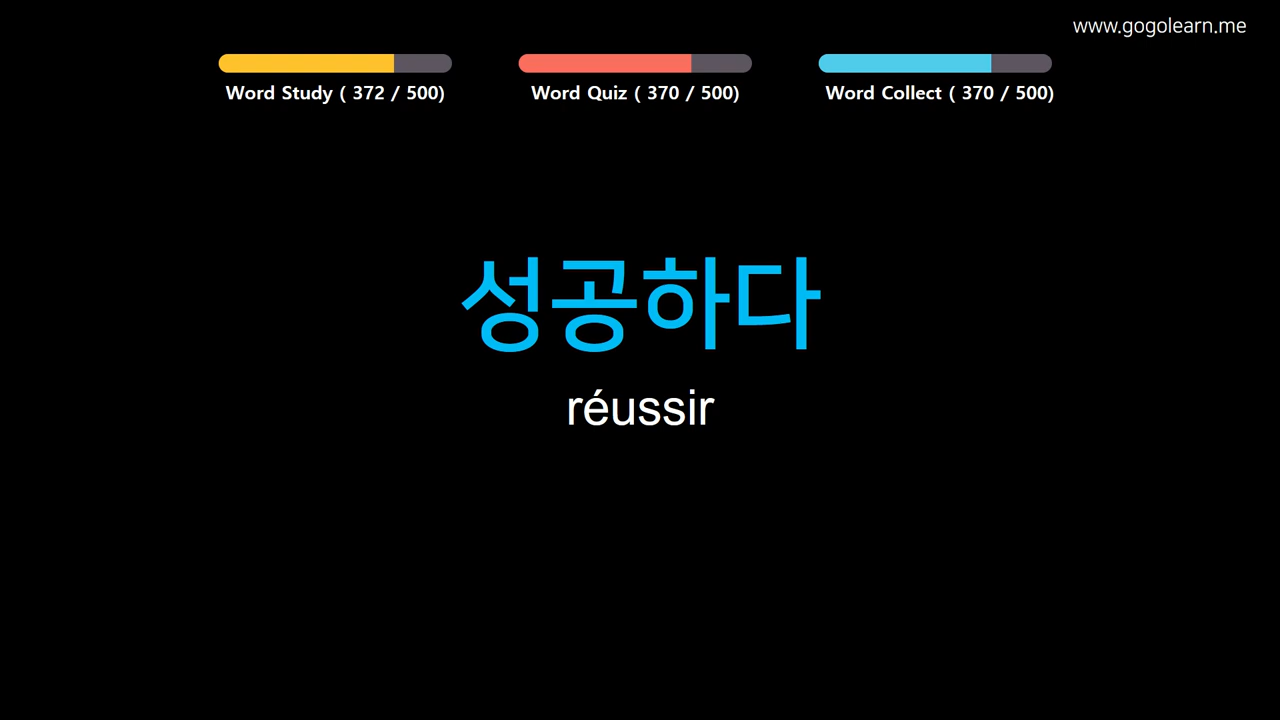 www.gogolearn.me
Word Study ( 372 / 500)
Word Quiz ( 370 / 500)
Word Collect ( 370 / 500)
성공하다
réussir